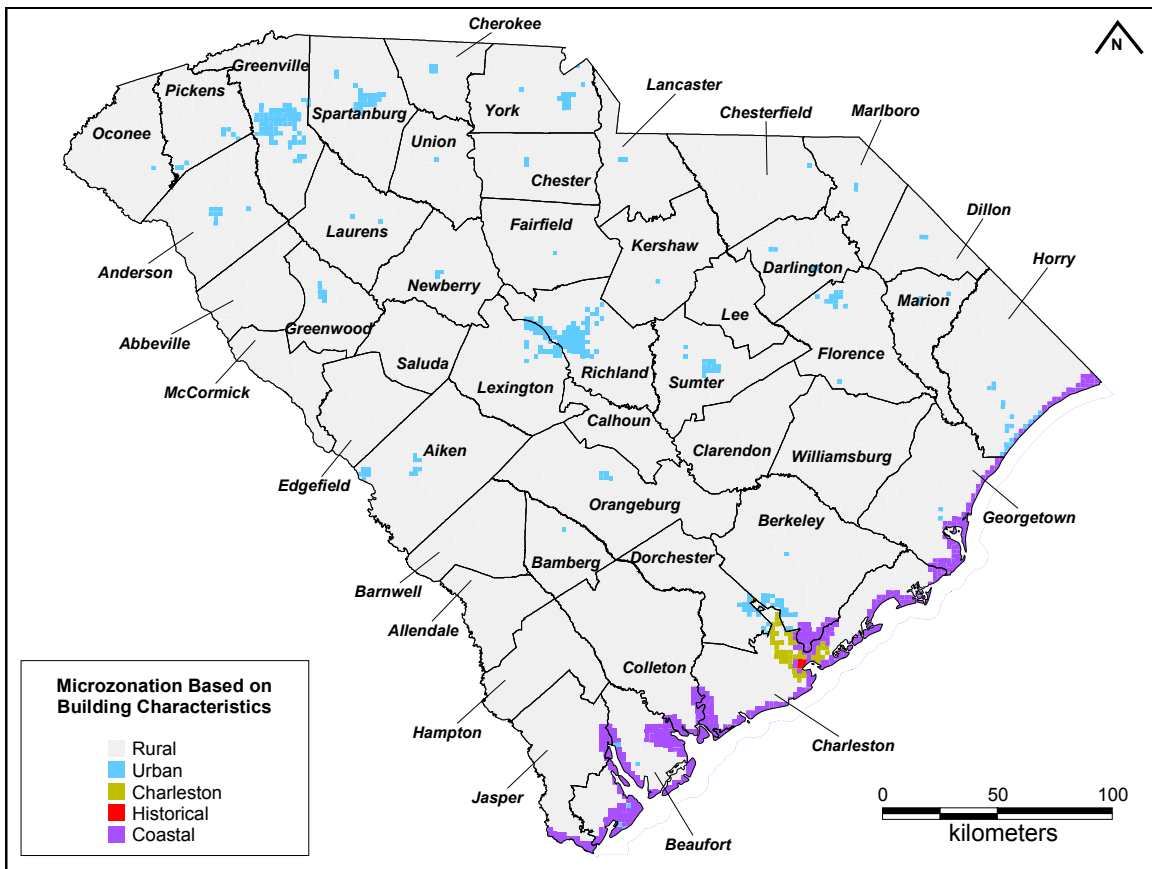 Cherokee
N
Greenville
Pickens
Lancaster
Spartanburg
York
Chesterfield
Marlboro
Oconee
Union
Chester
Dillon
Laurens
Fairfield
Kershaw
Horry
Anderson
Darlington
Newberry
Marion
Lee
Greenwood
Abbeville
Florence
Saluda
Richland
Sumter
Lexington
McCormick
Calhoun
Aiken
Clarendon
Williamsburg
Edgefield
Orangeburg
Georgetown
Berkeley
Dorchester
Bamberg
Barnwell
Allendale
Colleton
Microzonation Based on
Building Characteristics
Hampton
Charleston
Rural
Urban
Charleston
Historical
Coastal
Jasper
0 50 100
kilometers
Beaufort